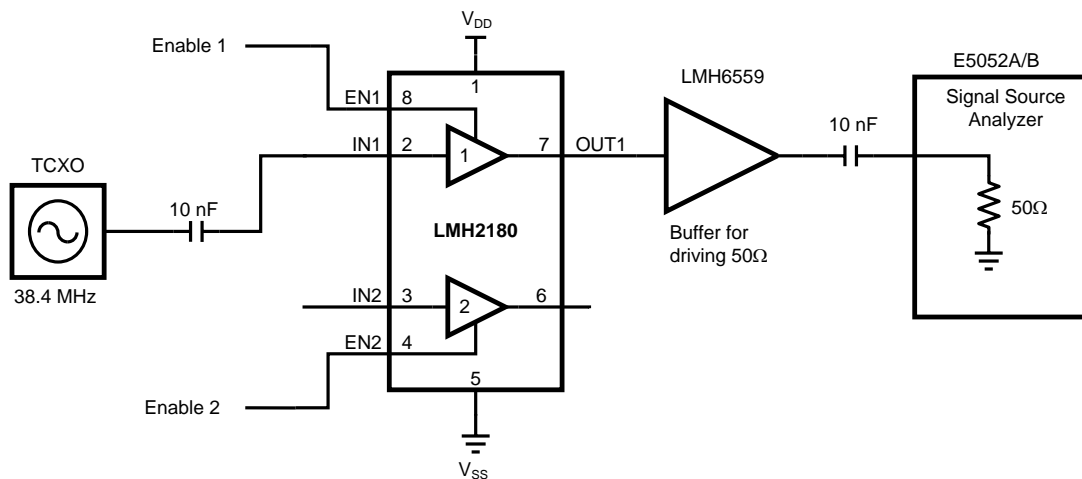 V_DD
Enable 1
E5052A/B
LMH6559
Signal Source
Analyzer
1
EN1 8
10 nF
IN1 2
1
7 OUT1
TCXO
10 nF
50Ω
LMH2180
Buffer for
driving 50Ω
38.4 MHz
IN2 3
2
6
EN2 4
5
Enable 2
V_SS